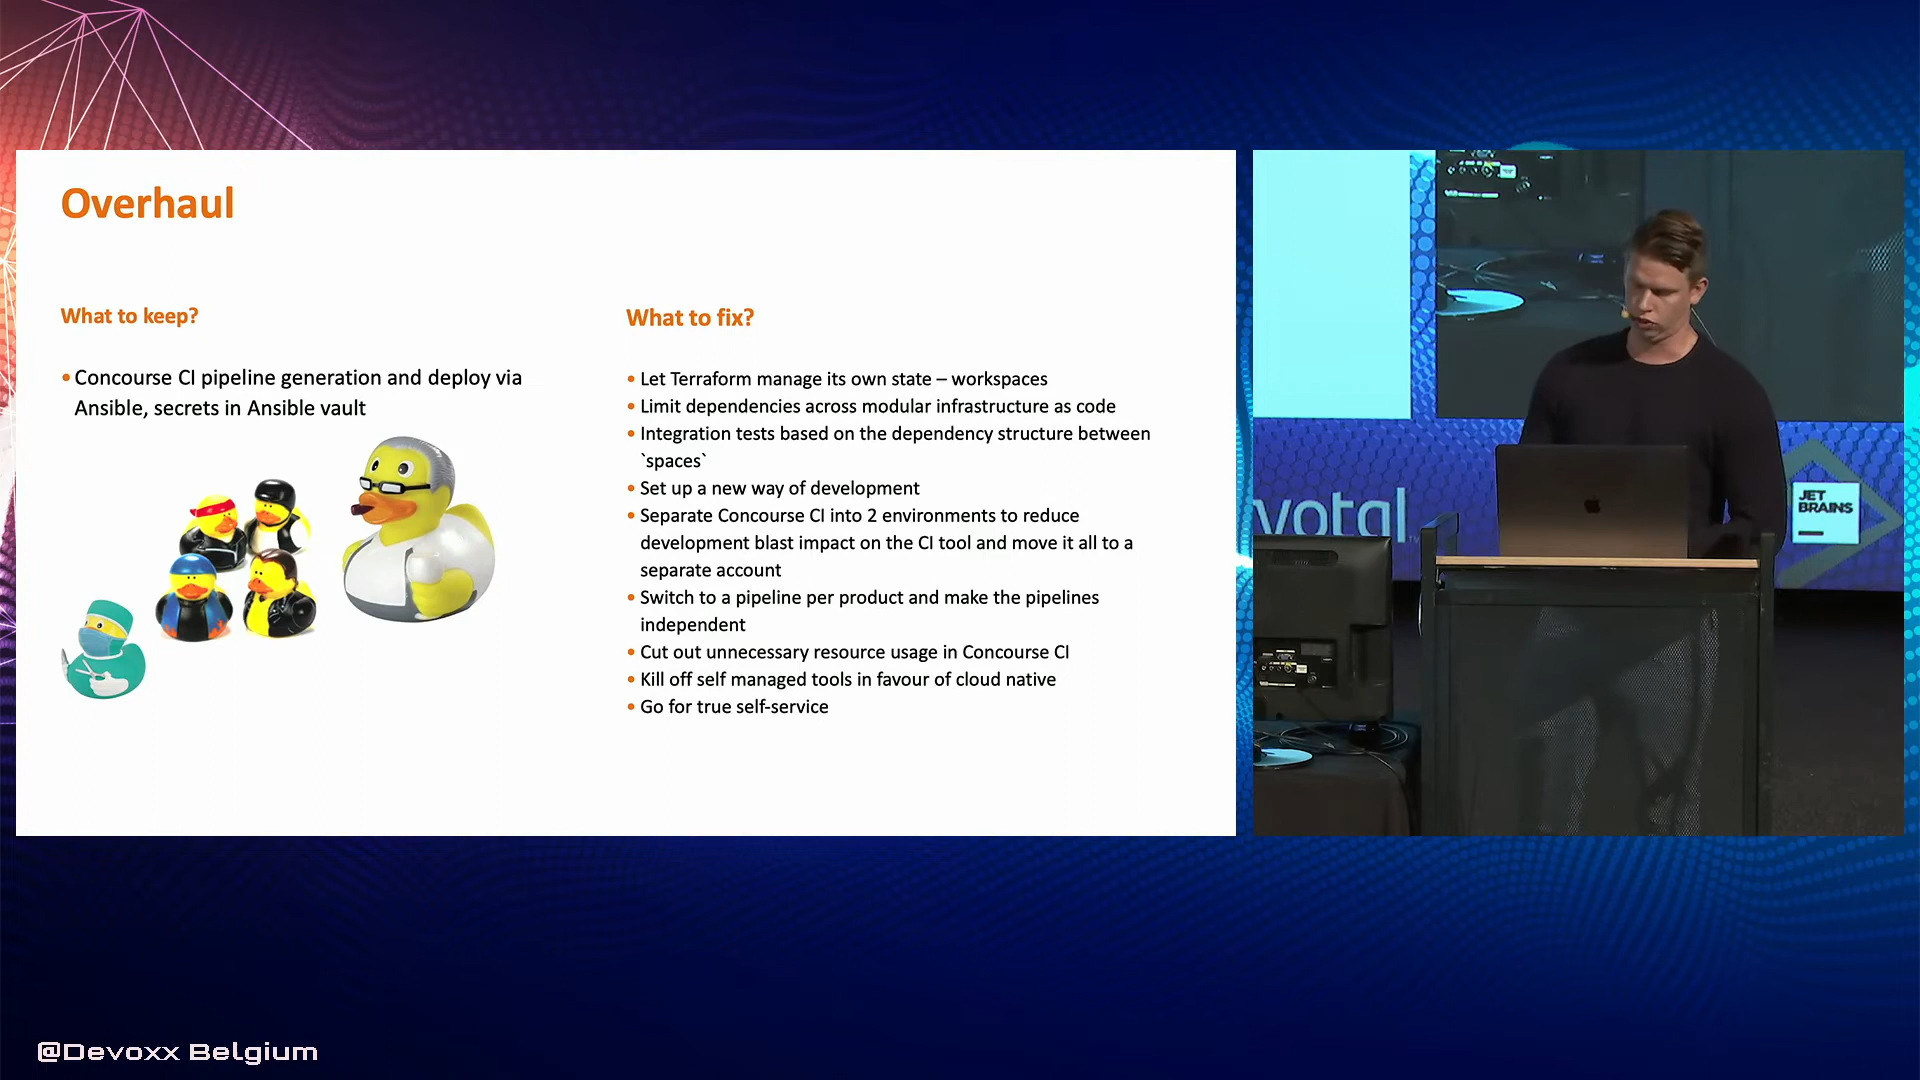 Overhaul
What to keep?
• Concourse CI pipeline generation and deploy via
Ansible, secrets in Ansible vault
What to fix?
• Let Terraform manage its own state – workspaces
• Limit dependencies across modular infrastructure as code
• Integration tests based on the dependency structure between
`spaces`
• Set up a new way of development
• Separate Concourse CI into 2 environments to reduce
development blast impact on the CI tool and move it all to a
separate account
• Switch to a pipeline per product and make the pipelines
independent
• Cut out unnecessary resource usage in Concourse CI
• Kill off self managed tools in favour of cloud native
• Go for true self-service
votal
JET
BRAINS
@Devoxx Belgium